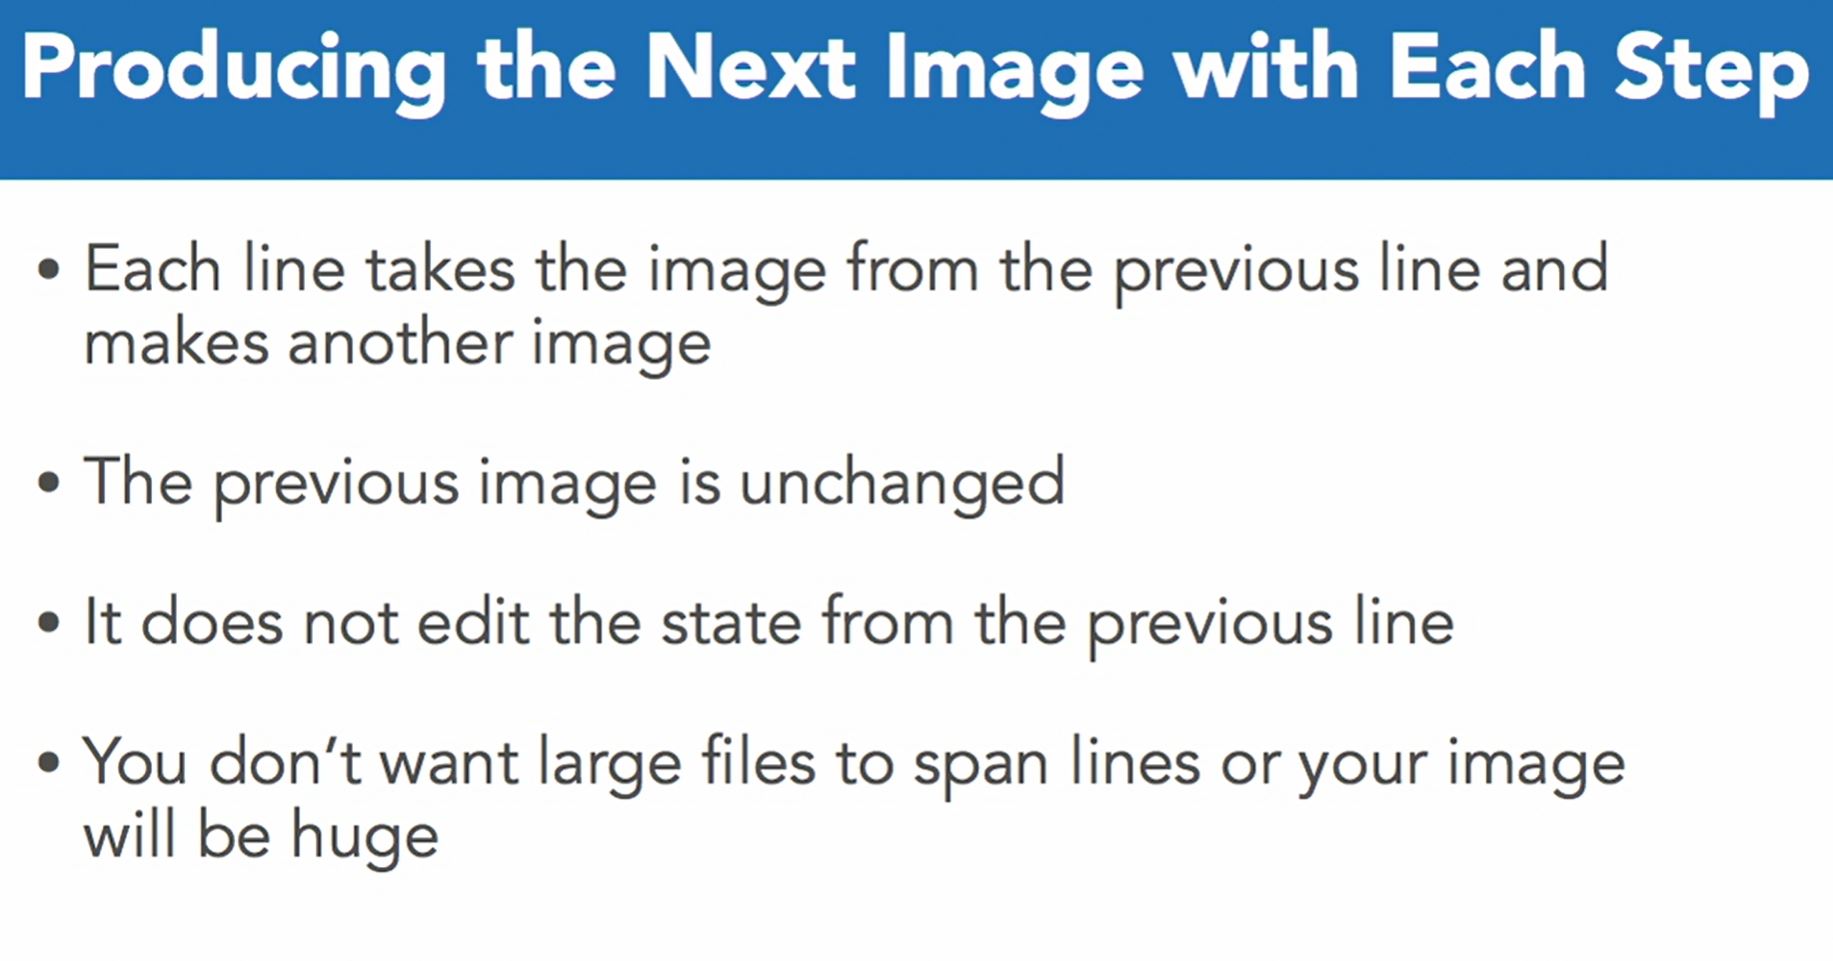 Producing the Next Image with Each Step
• Each line takes the image from the previous line and
makes another image
• The previous image is unchanged
• It does not edit the state from the previous line
• You don’t want large files to span lines or your image
will be huge